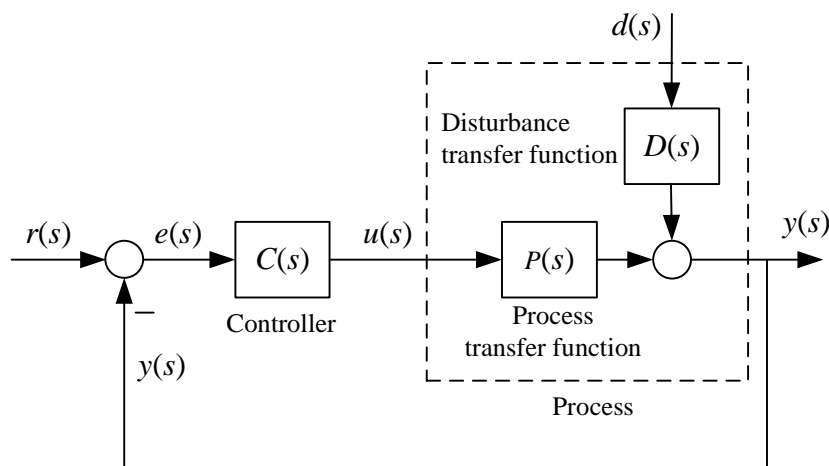 d(s)
Disturbance
transfer function
D(s)
r(s)
e(s)
C(s)
u(s)
P(s)
y(s)
–
Controller
Process
transfer function
y(s)
Process